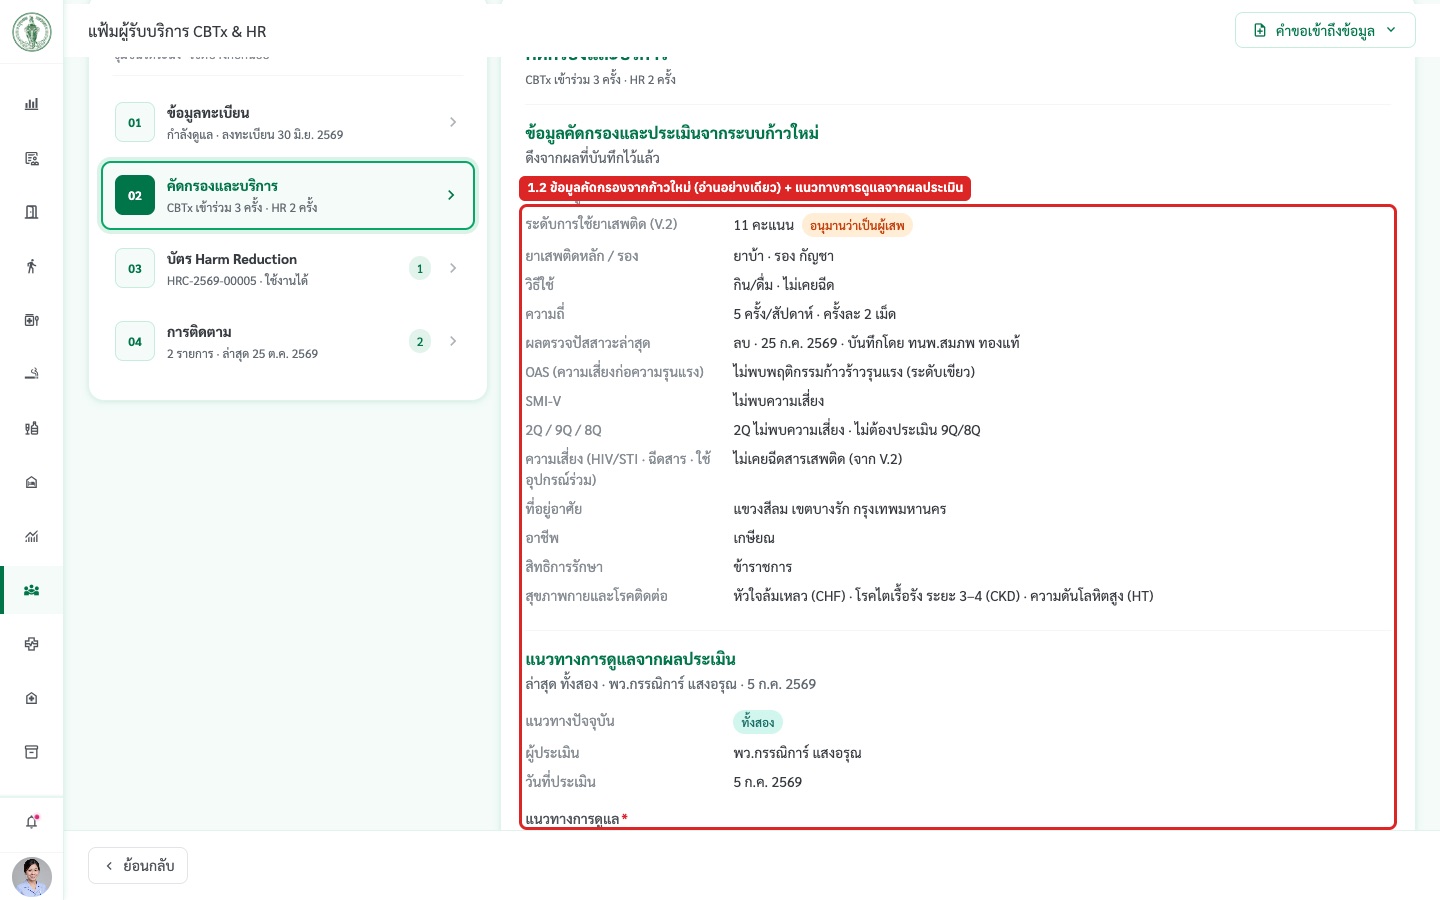 แฟ้มผู้รับบริการ CBTx & HR
คำขอเข้าถึงข้อมูล
01
ข้อมูลทะเบียน
กำลังดูแล · ลงทะเบียน 30 มิ.ย. 2569
02
คัดกรองและบริการ
CBTx เข้าร่วม 3 ครั้ง · HR 2 ครั้ง
03
บัตร Harm Reduction
HRC-2569-00005 · ใช้งานได้
1
04
การติดตาม
2 รายการ · ล่าสุด 25 ต.ค. 2569
2
คัดกรองและบริการ
CBTx เข้าร่วม 3 ครั้ง · HR 2 ครั้ง
ข้อมูลคัดกรองและประเมินจากระบบก้าวใหม่
ดึงจากผลที่บันทึกไว้แล้ว
1.2 ข้อมูลคัดกรองจากก้าวใหม่ (อ่านอย่างเดียว) + แนวทางการดูแลจากผลประเมิน
ระดับการใช้ยาเสพติด (V.2) 11 คะแนน อนุมานว่าเป็นผู้เสพ
ยาเสพติดหลัก / รอง ยาบ้า · รอง กัญชา
วิธีใช้ กิน/ดื่ม · ไม่เคยฉีด
ความถี่ 5 ครั้ง/สัปดาห์ · ครั้งละ 2 เม็ด
ผลตรวจปัสสาวะล่าสุด ลบ · 25 ก.ค. 2569 · บันทึกโดย ทนพ.สมภพ ทองแท้
OAS (ความเสี่ยงก่อความรุนแรง) ไม่พบพฤติกรรมก้าวร้าวรุนแรง (ระดับเขียว)
SMI-V ไม่พบความเสี่ยง
2Q / 9Q / 8Q 2Q ไม่พบความเสี่ยง · ไม่ต้องประเมิน 9Q/8Q
ความเสี่ยง (HIV/STI · ฉีดสาร · ใช้ ไม่เคยฉีดสารเสพติด (จาก V.2)
อุปกรณ์ร่วม)
ที่อยู่อาศัย แขวงสีลม เขตบางรัก กรุงเทพมหานคร
อาชีพ เกษียณ
สิทธิการรักษา ข้าราชการ
สุขภาพกายและโรคติดต่อ หัวใจล้มเหลว (CHF) · โรคไตเรื้อรัง ระยะ 3–4 (CKD) · ความดันโลหิตสูง (HT)
แนวทางการดูแลจากผลประเมิน
ล่าสุด ทั้งสอง · พว.กรรณิการ์ แสงอรุณ · 5 ก.ค. 2569
แนวทางปัจจุบัน ทั้งสอง
ผู้ประเมิน พว.กรรณิการ์ แสงอรุณ
วันที่ประเมิน 5 ก.ค. 2569
แนวทางการดูแล *
ย้อนกลับ